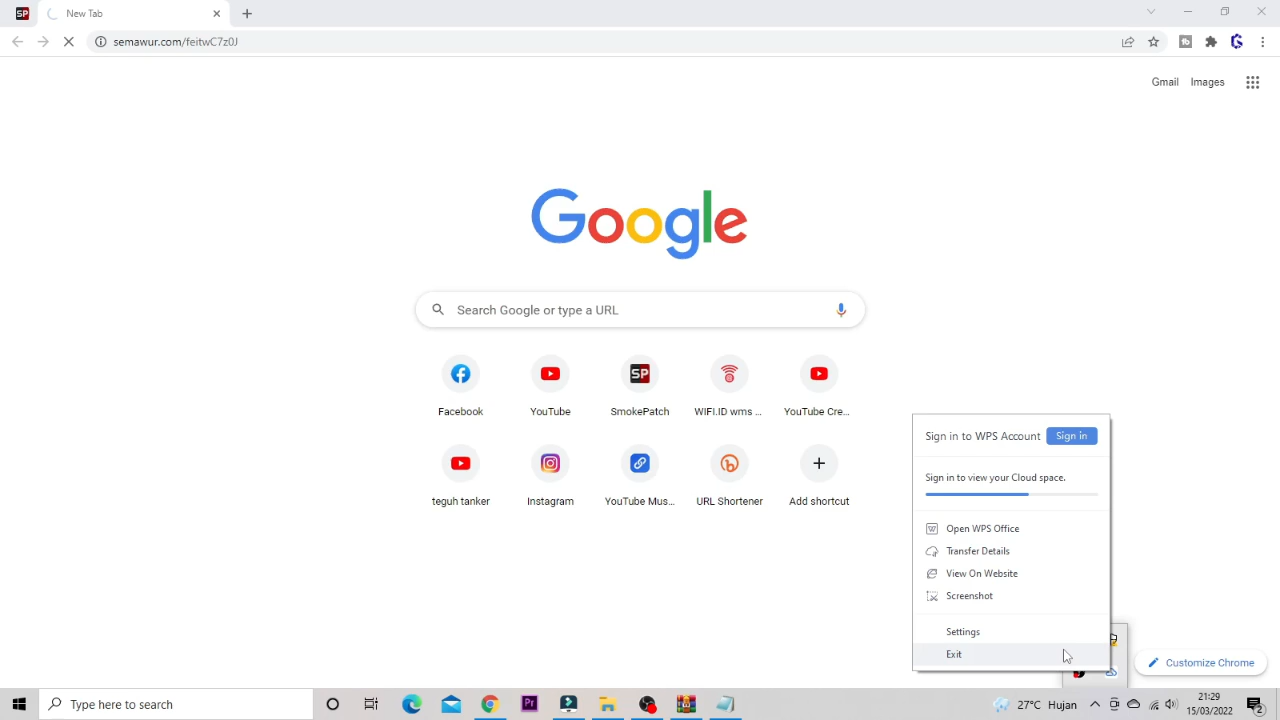 SP
New Tab
semawur.com/feitwC7z0J
Gmail
Images
Google
Search Google or type a URL
Facebook
YouTube
SP
SmokePatch
WIFI.ID wms ...
YouTube Cre...
teguh tanker
Instagram
YouTube Mus...
URL Shortener
Add shortcut
Sign in to WPS Account
Sign in
Sign in to view your Cloud space.
Open WPS Office
Transfer Details
View On Website
Screenshot
Settings
Exit
Customize Chrome
Type here to search
Pr
27°C Hujan
21:29
15/03/2022
2